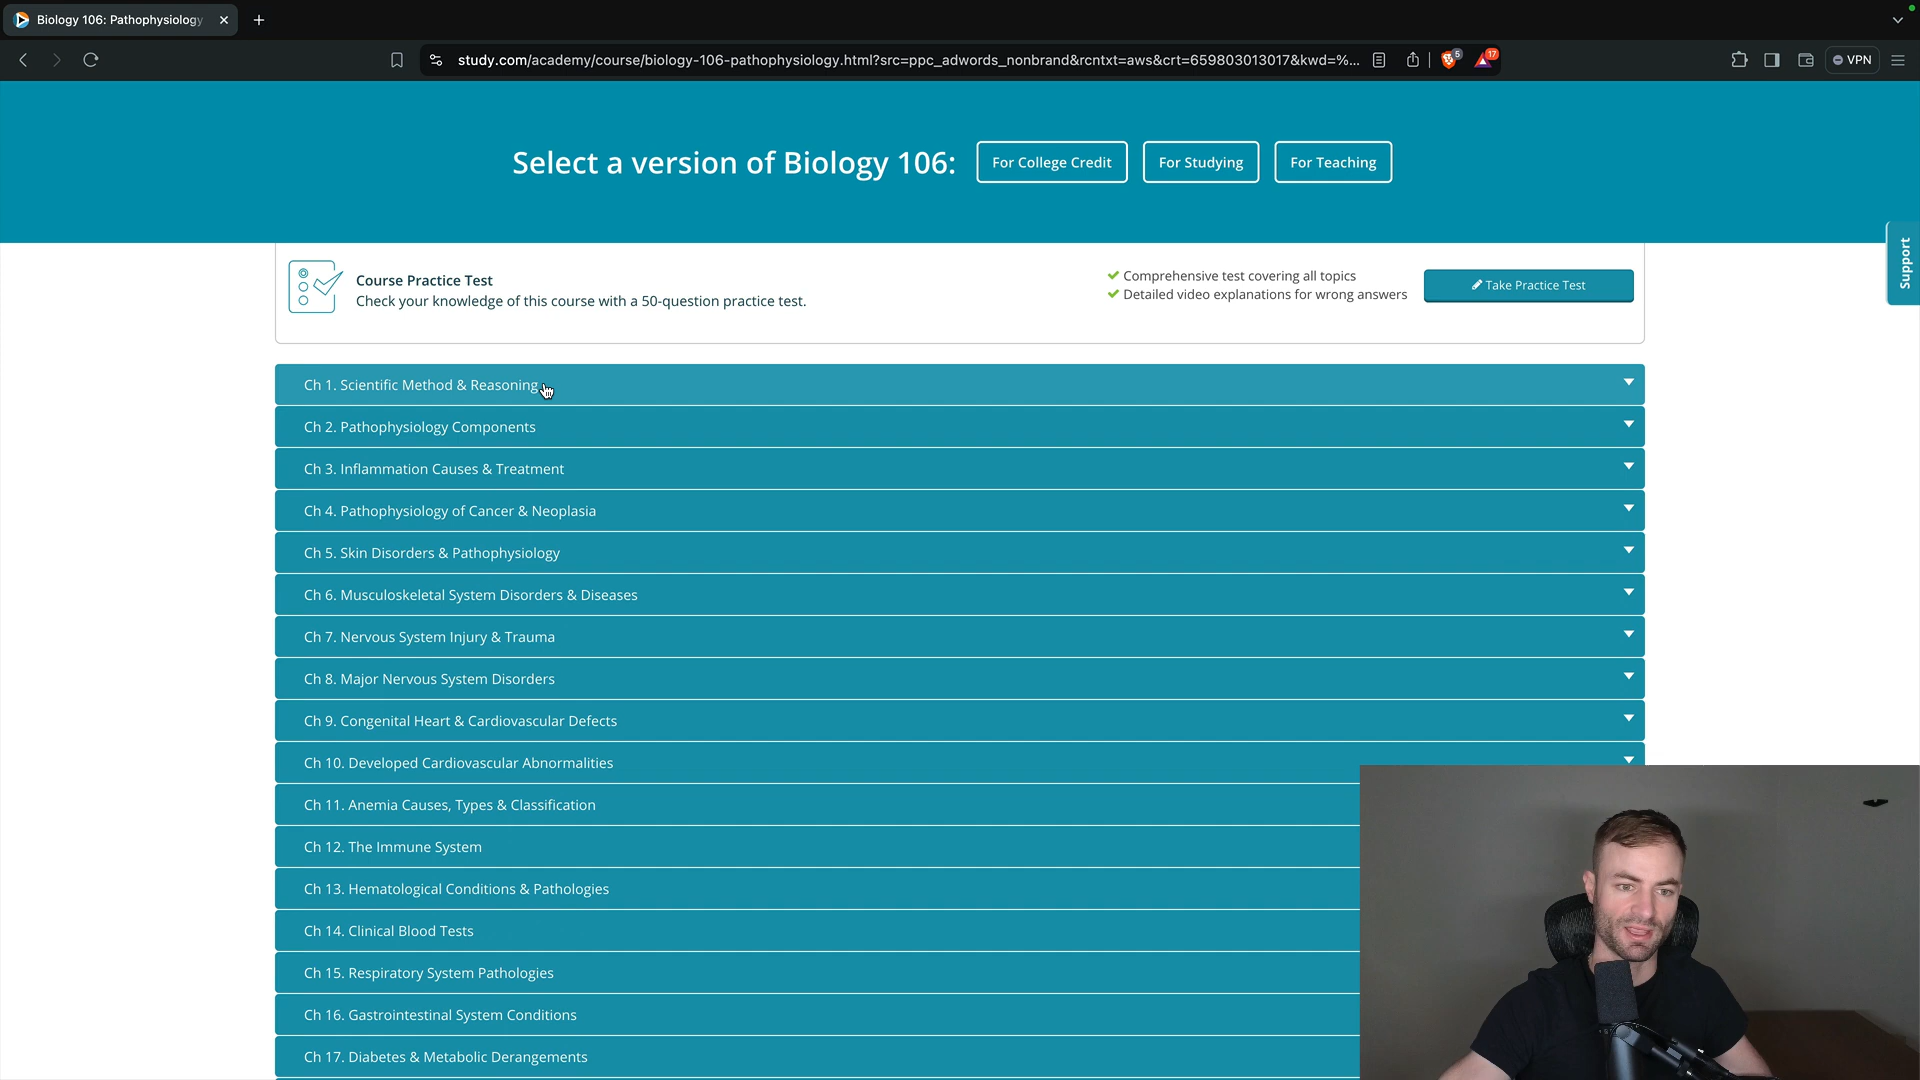 Biology 106: Pathophysiology
study.com/academy/course/biology-106-pathophysiology.html?src=ppc_adwords_nonbrand&rcntxt=aws&crt=659803013017&kwd=%...
5
17
VPN
Select a version of Biology 106:
For College Credit
For Studying
For Teaching
Support
Course Practice Test
Check your knowledge of this course with a 50-question practice test.
Comprehensive test covering all topics
Detailed video explanations for wrong answers
Take Practice Test
Ch 1. Scientific Method & Reasoning
Ch 2. Pathophysiology Components
Ch 3. Inflammation Causes & Treatment
Ch 4. Pathophysiology of Cancer & Neoplasia
Ch 5. Skin Disorders & Pathophysiology
Ch 6. Musculoskeletal System Disorders & Diseases
Ch 7. Nervous System Injury & Trauma
Ch 8. Major Nervous System Disorders
Ch 9. Congenital Heart & Cardiovascular Defects
Ch 10. Developed Cardiovascular Abnormalities
Ch 11. Anemia Causes, Types & Classification
Ch 12. The Immune System
Ch 13. Hematological Conditions & Pathologies
Ch 14. Clinical Blood Tests
Ch 15. Respiratory System Pathologies
Ch 16. Gastrointestinal System Conditions
Ch 17. Diabetes & Metabolic Derangements